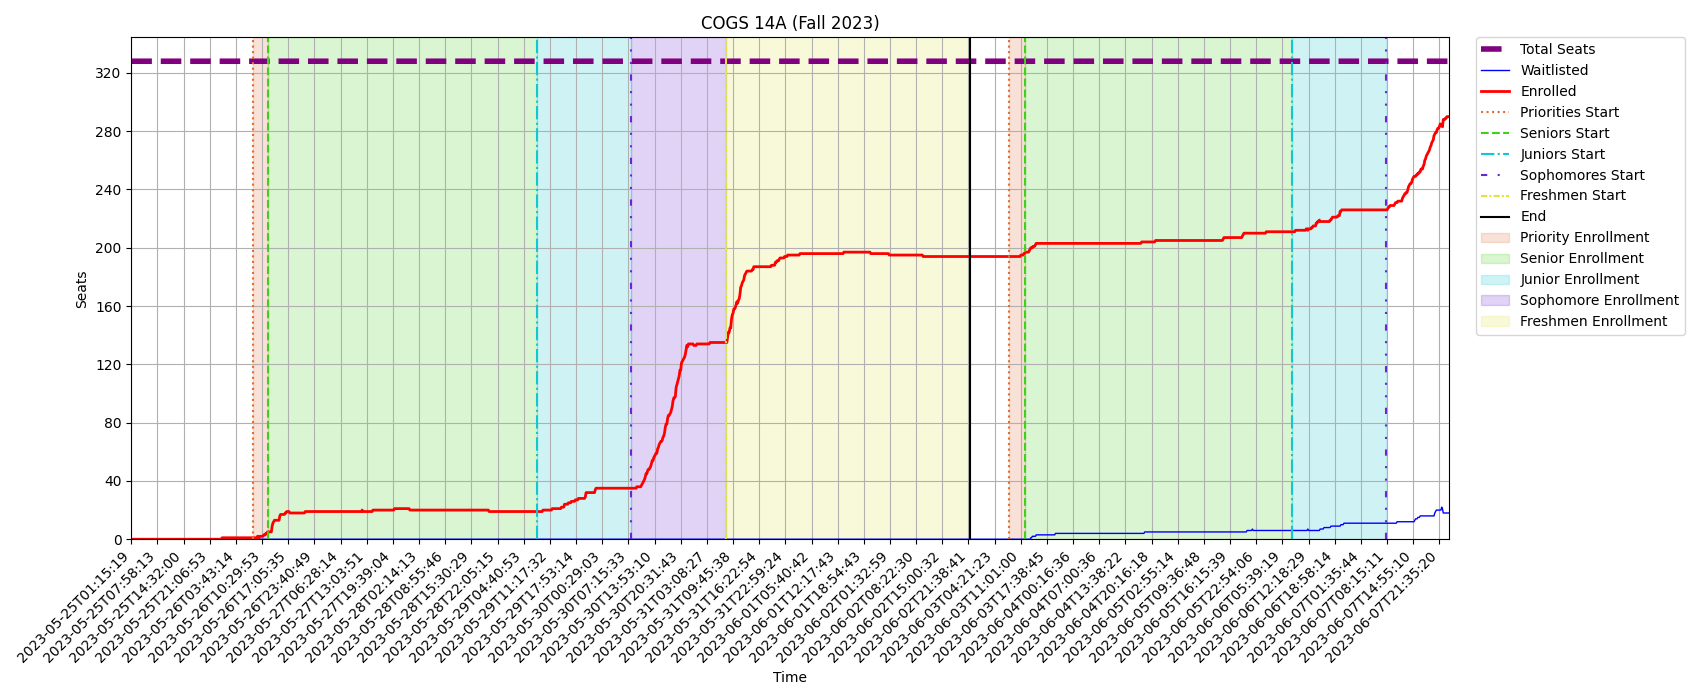 COGS 14A (Fall 2023)
Seats
320
280
240
200
160
120
80
40
0
2023-05-25T01:15:19
2023-05-25T07:58:13
2023-05-25T14:32:00
2023-05-25T21:06:53
2023-05-26T03:43:14
2023-05-26T10:29:53
2023-05-26T17:05:35
2023-05-26T23:40:49
2023-05-27T06:28:14
2023-05-27T13:03:51
2023-05-27T19:39:04
2023-05-28T02:14:13
2023-05-28T08:55:46
2023-05-28T15:30:29
2023-05-28T22:05:15
2023-05-29T04:40:53
2023-05-29T11:17:32
2023-05-29T17:53:14
2023-05-30T00:29:03
2023-05-30T07:15:33
2023-05-30T13:53:10
2023-05-30T20:31:43
2023-05-31T03:08:27
2023-05-31T09:45:38
2023-05-31T16:22:54
2023-05-31T22:59:24
2023-06-01T05:40:42
2023-06-01T12:17:43
2023-06-01T18:54:43
2023-06-02T01:32:59
2023-06-02T08:22:30
2023-06-02T15:00:32
2023-06-02T21:38:41
2023-06-03T04:21:23
2023-06-03T11:01:00
2023-06-03T17:38:45
2023-06-04T00:16:36
2023-06-04T07:00:36
2023-06-04T13:38:22
2023-06-04T20:16:18
2023-06-05T02:55:14
2023-06-05T09:36:48
2023-06-05T16:15:39
2023-06-05T22:54:06
2023-06-06T05:39:19
2023-06-06T12:18:29
2023-06-06T18:58:14
2023-06-07T01:35:44
2023-06-07T08:15:11
2023-06-07T14:55:10
2023-06-07T21:35:20
Time
Total Seats
Waitlisted
Enrolled
Priorities Start
Seniors Start
Juniors Start
Sophomores Start
Freshmen Start
End
Priority Enrollment
Senior Enrollment
Junior Enrollment
Sophomore Enrollment
Freshmen Enrollment